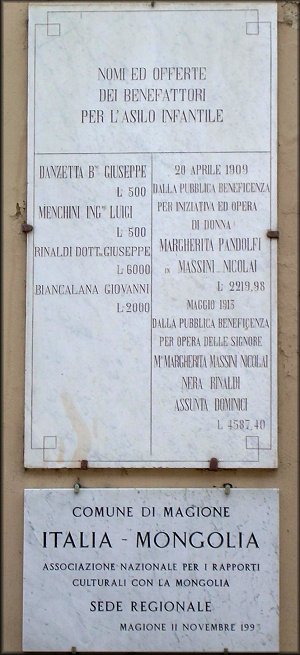 NOMI ED OFFERTE
DEI BENEFATTORI
PER L'ASILO INFANTILE
DANZETTA B.NE GIUSEPPE
L. 500
MENCHINI ING.RE LUIGI
L. 500
RINALDI DOTT. GIUSEPPE
L. 6000
BIANCALANA GIOVANNI
L. 2000
20 APRILE 1909
DALLA PUBBLICA BENEFICENZA
PER INIZIATIVA ED OPERA
DI DONNA
MARGHERITA PANDOLFI
IN MASSINI NICOLAI
L. 2219,98
MAGGIO 1913
DALLA PUBBLICA BENEFICENZA
PER OPERA DELLE SIGNORE
M.A MARGHERITA MASSINI NICOLAI
NERA RINALDI
ASSUNTA DOMINICI
L. 4587,40
COMUNE DI MAGIONE
ITALIA - MONGOLIA
ASSOCIAZIONE NAZIONALE PER I RAPPORTI
CULTURALI CON LA MONGOLIA
SEDE REGIONALE
MAGIONE 11 NOVEMBRE